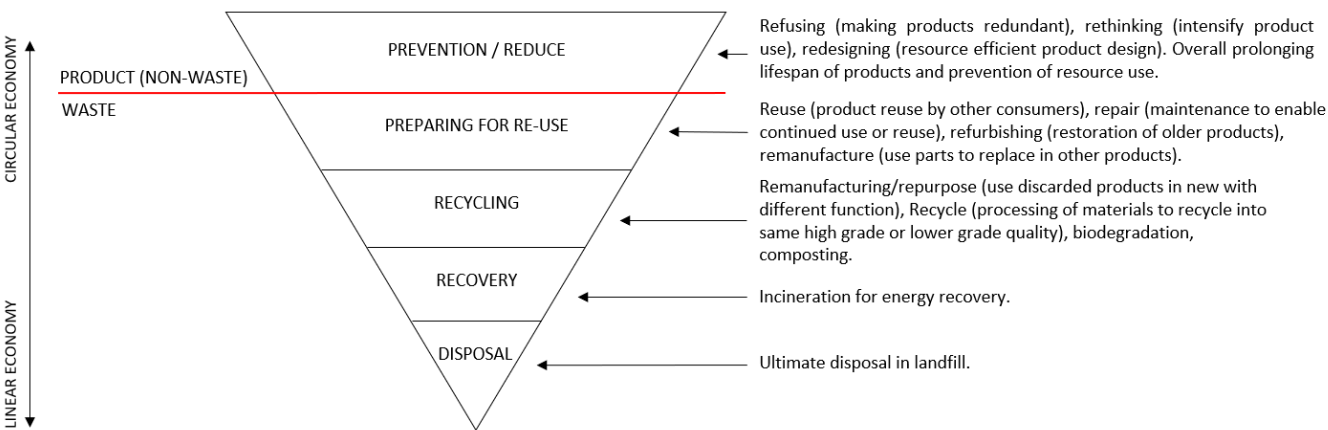 CIRCULAR ECONOMY
LINEAR ECONOMY
PRODUCT (NON-WASTE)
WASTE
PREVENTION / REDUCE
Refusing (making products redundant), rethinking (intensify product
use), redesigning (resource efficient product design). Overall prolonging
lifespan of products and prevention of resource use.
PREPARING FOR RE-USE
Reuse (product reuse by other consumers), repair (maintenance to enable
continued use or reuse), refurbishing (restoration of older products),
remanufacture (use parts to replace in other products).
RECYCLING
Remanufacturing/repurpose (use discarded products in new with
different function), Recycle (processing of materials to recycle into
same high grade or lower grade quality), biodegradation,
composting.
RECOVERY
Incineration for energy recovery.
DISPOSAL
Ultimate disposal in landfill.